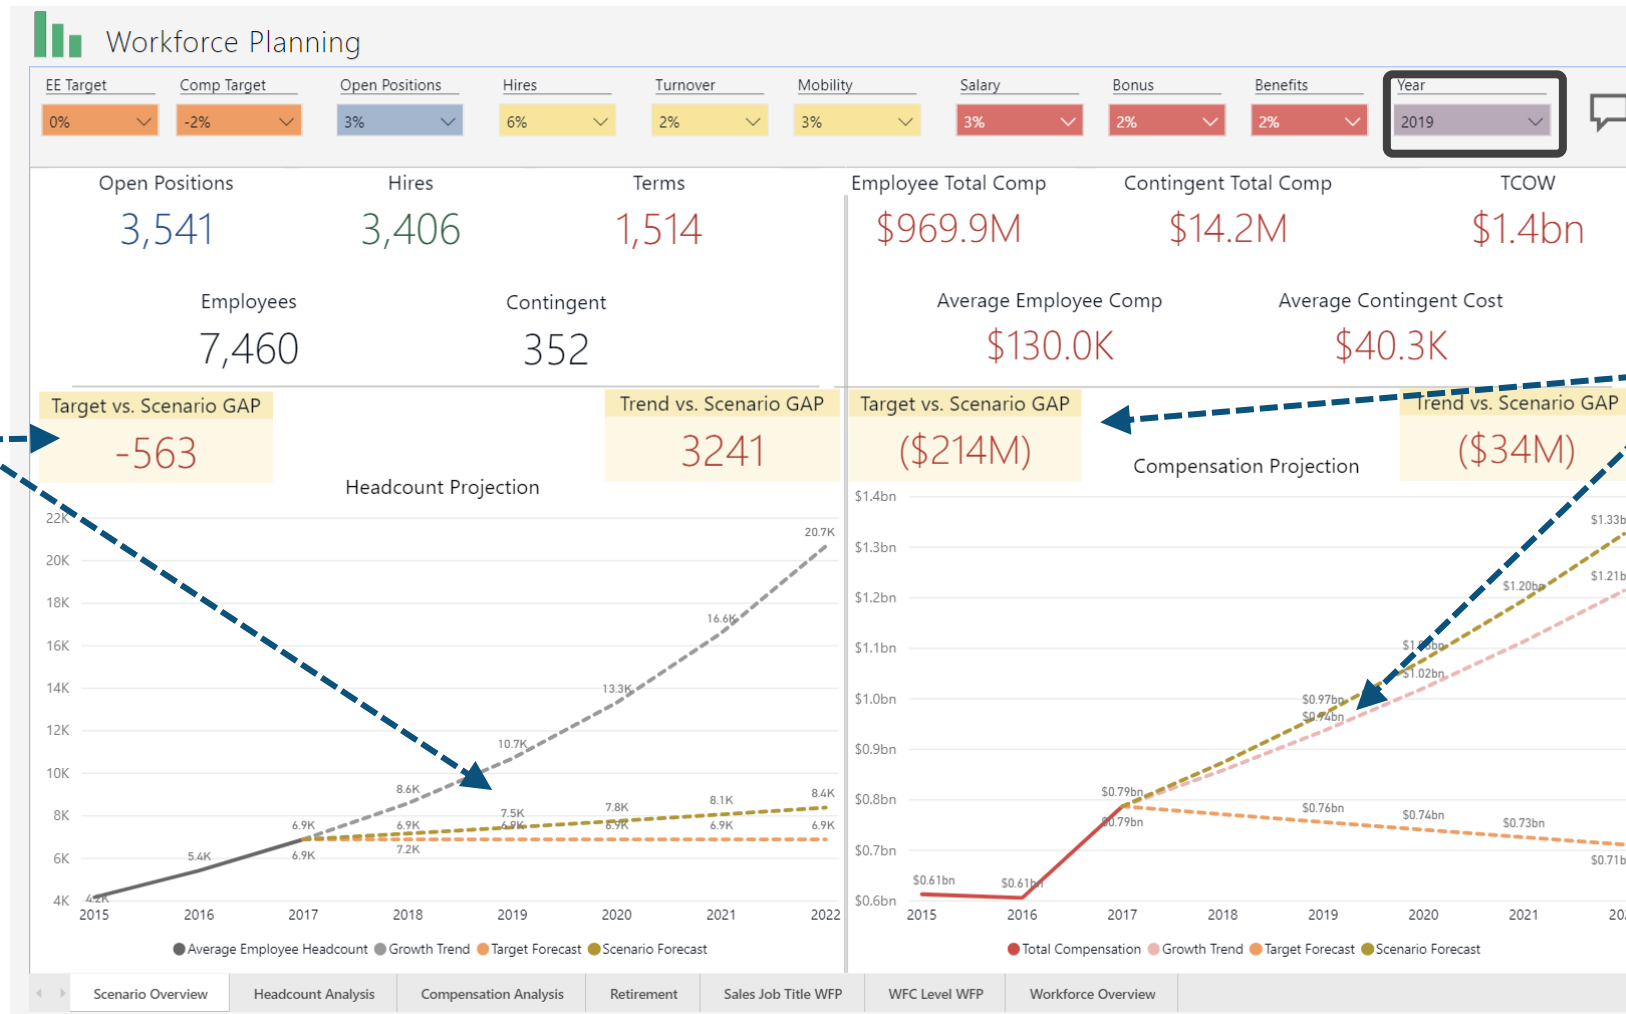 Workforce Planning
EE Target Comp Target Open Positions Hires Turnover Mobility Salary Bonus Benefits Year
0% -2% 3% 6% 2% 3% 3% 2% 2% 2019
Open Positions Hires Terms Employee Total Comp Contingent Total Comp TCOW
3,541 3,406 1,514 $969.9M $14.2M $1.4bn
Employees Contingent Average Employee Comp Average Contingent Cost
7,460 352 $130.0K $40.3K
Target vs. Scenario GAP Trend vs. Scenario GAP Target vs. Scenario GAP Trend vs. Scenario GAP
-563 3241 ($214M) ($34M)
Headcount Projection
22K
20K
18K
16K
14K
12K
10K
8K
6K
4K
20.7K
16.6K
13.3K
10.7K
8.6K
7.5K 7.8K 8.1K 8.4K
6.9K 6.9K 6.9K 6.9K 6.9K 6.9K
6.9K 7.2K
5.4K
4.2K
2015 2016 2017 2018 2019 2020 2021 2022
Average Employee Headcount Growth Trend Target Forecast Scenario Forecast
Compensation Projection
$1.4bn
$1.3bn
$1.2bn
$1.1bn
$1.0bn
$0.9bn
$0.8bn
$0.7bn
$0.6bn
$1.33b
$1.21b
$1.20bn
$1.02bn
$0.97bn
$0.94bn
$0.79bn
$0.79bn
$0.76bn $0.74bn $0.73bn $0.71b
$0.61bn $0.61bn
2015 2016 2017 2018 2019 2020 2021 20
Total Compensation Growth Trend Target Forecast Scenario Forecast
Scenario Overview Headcount Analysis Compensation Analysis Retirement Sales Job Title WFP WFC Level WFP Workforce Overview